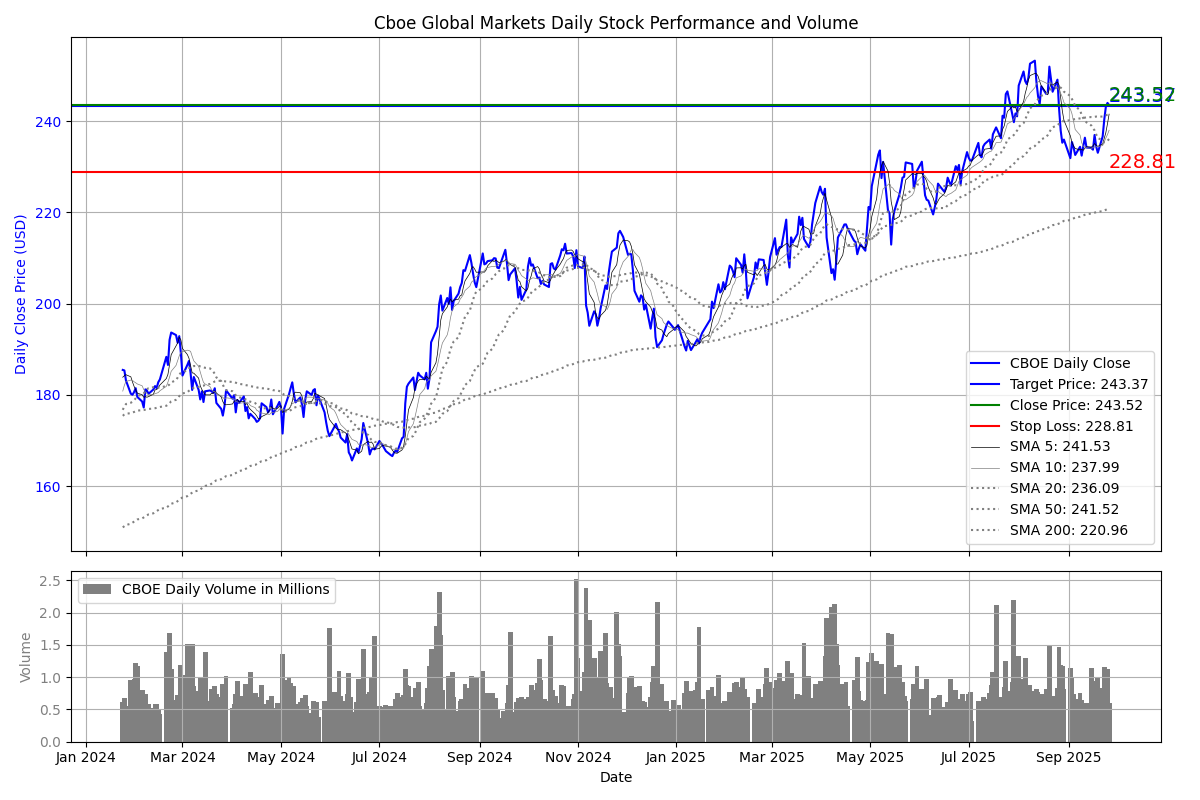 Cboe Global Markets Daily Stock Performance and Volume
Daily Close Price (USD)
240
220
200
180
160
243.52
243.37
228.81
CBOE Daily Close
Target Price: 243.37
Close Price: 243.52
Stop Loss: 228.81
SMA 5: 241.53
SMA 10: 237.99
SMA 20: 236.09
SMA 50: 241.52
SMA 200: 220.96
Volume
2.5
2.0
1.5
1.0
0.5
0.0
CBOE Daily Volume in Millions
Jan 2024 Mar 2024 May 2024 Jul 2024 Sep 2024 Nov 2024 Jan 2025 Mar 2025 May 2025 Jul 2025 Sep 2025
Date